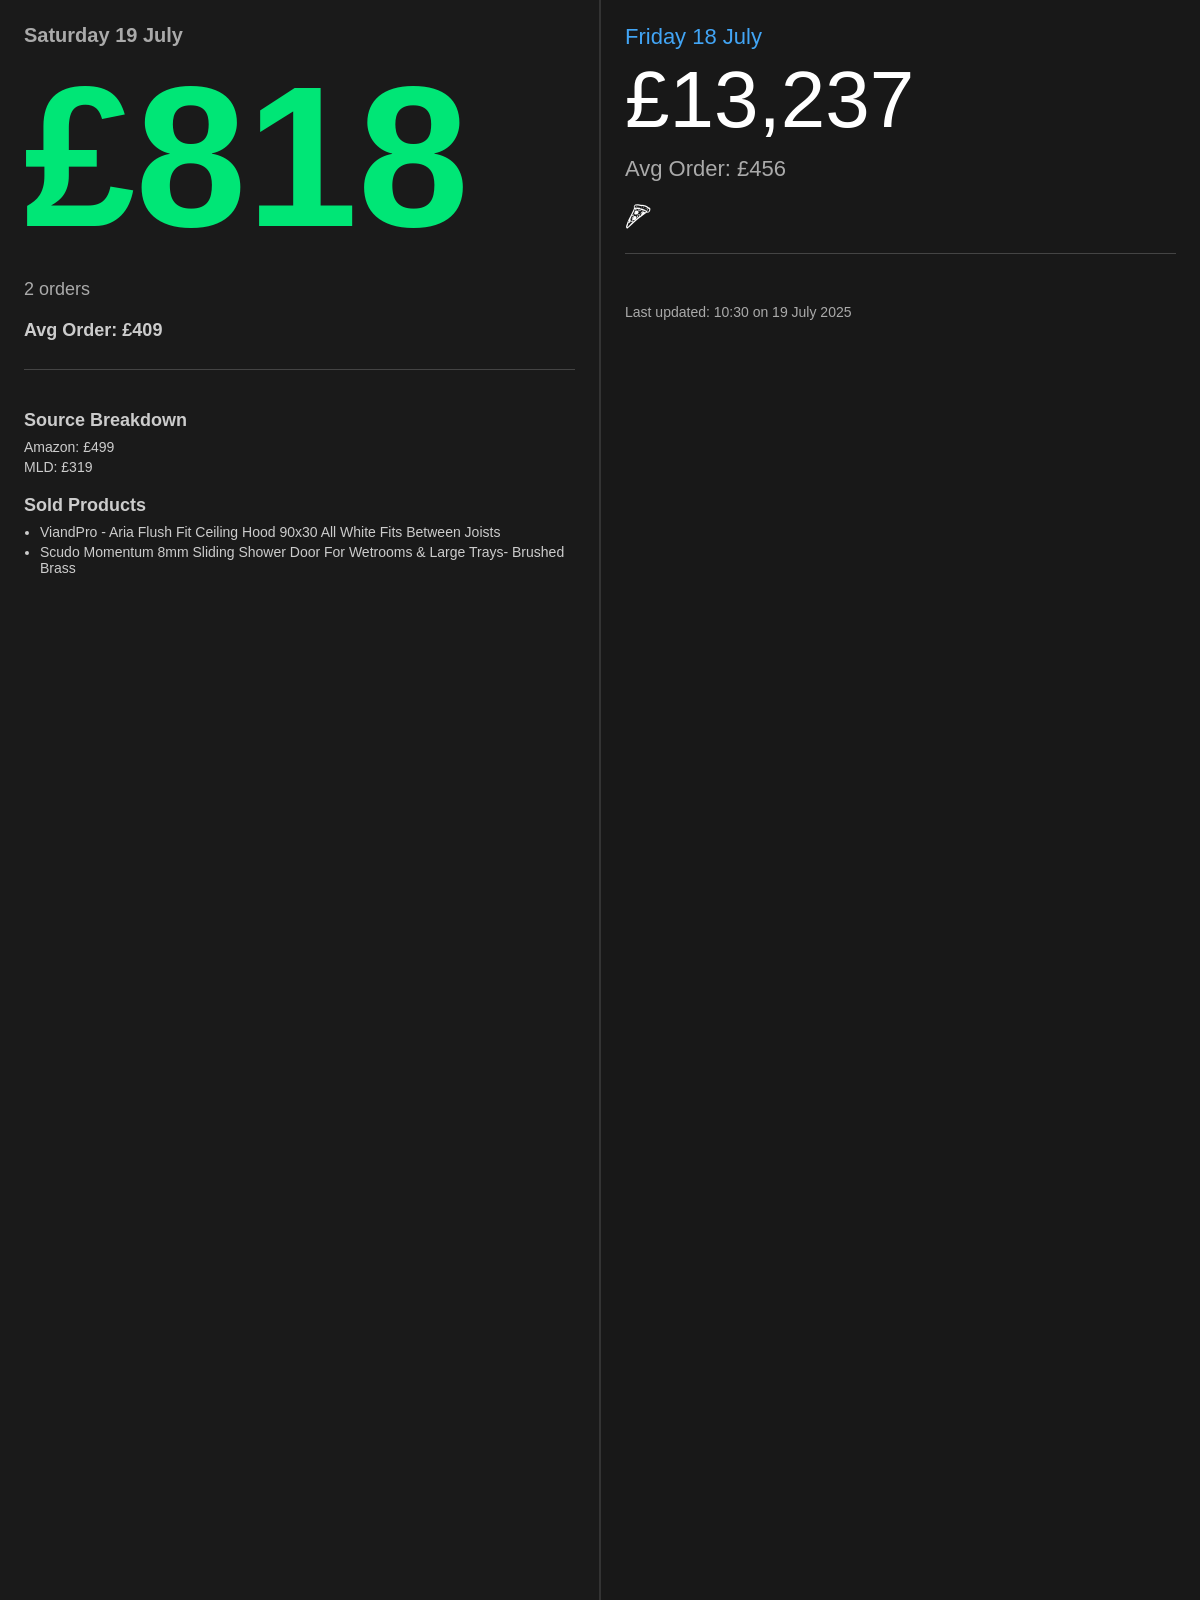 Saturday 19 July
£818
2 orders
Avg Order: £409
Source Breakdown
Amazon: £499
MLD: £319
Sold Products
• ViandPro - Aria Flush Fit Ceiling Hood 90x30 All White Fits Between Joists
• Scudo Momentum 8mm Sliding Shower Door For Wetrooms & Large Trays- Brushed
Brass
Friday 18 July
£13,237
Avg Order: £456
🍕
Last updated: 10:30 on 19 July 2025